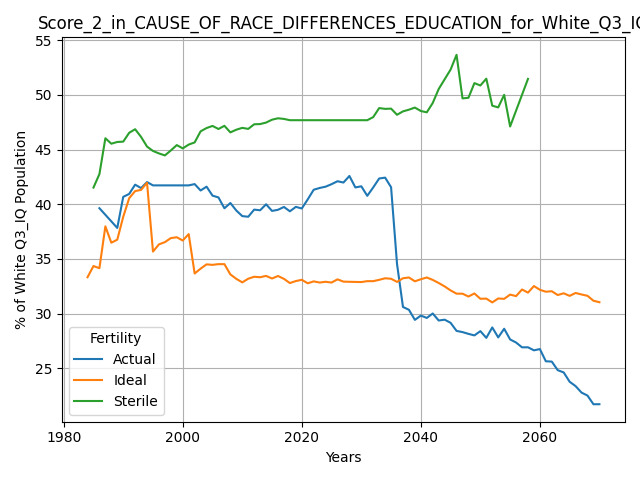 Score_2_in_CAUSE_OF_RACE_DIFFERENCES_EDUCATION_for_White_Q3_IQ
55
50
45
40
35
30
25
% of White Q3_IQ Population
Fertility
Actual
Ideal
Sterile
1980 2000 2020 2040 2060
Years